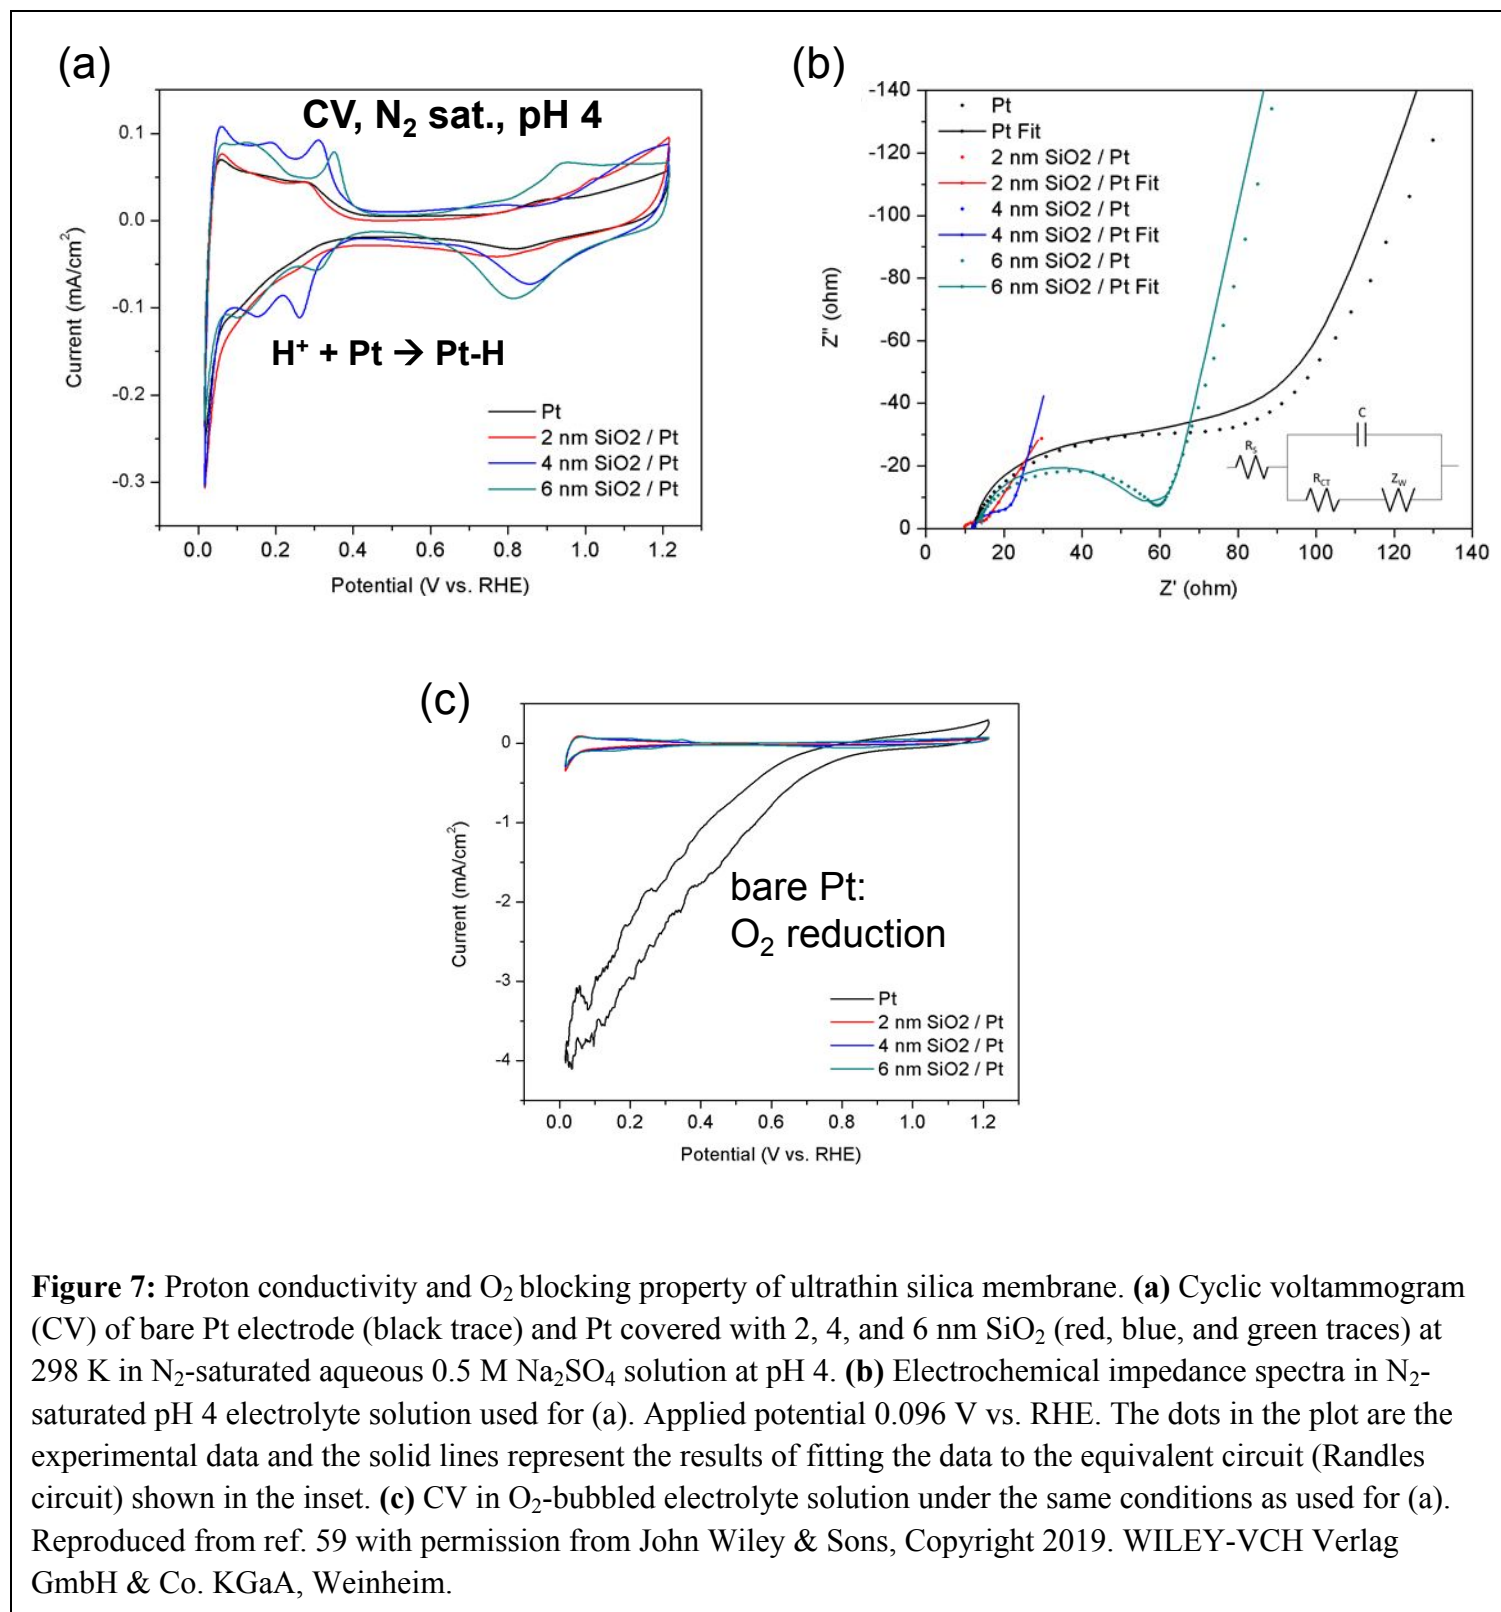 (a)
CV, N₂ sat., pH 4
0.1
0.0
-0.1
-0.2
-0.3
Current (mA/cm²)
H⁺ + Pt → Pt-H
Pt
2 nm SiO2 / Pt
4 nm SiO2 / Pt
6 nm SiO2 / Pt
0.0 0.2 0.4 0.6 0.8 1.0 1.2
Potential (V vs. RHE)
(b)
-140
-120
-100
-80
-60
-40
-20
0
Z'' (ohm)
Pt
Pt Fit
2 nm SiO2 / Pt
2 nm SiO2 / Pt Fit
4 nm SiO2 / Pt
4 nm SiO2 / Pt Fit
6 nm SiO2 / Pt
6 nm SiO2 / Pt Fit
C
R_S
R_CT Z_W
0 20 40 60 80 100 120 140
Z' (ohm)
(c)
0
-1
-2
-3
-4
Current (mA/cm²)
bare Pt:
O₂ reduction
Pt
2 nm SiO2 / Pt
4 nm SiO2 / Pt
6 nm SiO2 / Pt
0.0 0.2 0.4 0.6 0.8 1.0 1.2
Potential (V vs. RHE)
Figure 7: Proton conductivity and O₂ blocking property of ultrathin silica membrane. (a) Cyclic voltammogram
(CV) of bare Pt electrode (black trace) and Pt covered with 2, 4, and 6 nm SiO₂ (red, blue, and green traces) at
298 K in N₂-saturated aqueous 0.5 M Na₂SO₄ solution at pH 4. (b) Electrochemical impedance spectra in N₂-
saturated pH 4 electrolyte solution used for (a). Applied potential 0.096 V vs. RHE. The dots in the plot are the
experimental data and the solid lines represent the results of fitting the data to the equivalent circuit (Randles
circuit) shown in the inset. (c) CV in O₂-bubbled electrolyte solution under the same conditions as used for (a).
Reproduced from ref. 59 with permission from John Wiley & Sons, Copyright 2019. WILEY-VCH Verlag
GmbH & Co. KGaA, Weinheim.